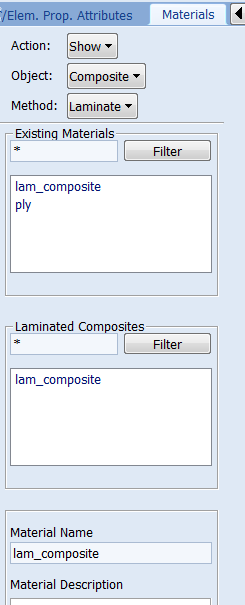 /Elem. Prop. Attributes Materials
Action: Show
Object: Composite
Method: Laminate
Existing Materials
* Filter
lam_composite
ply
Laminated Composites
* Filter
lam_composite
Material Name
lam_composite
Material Description